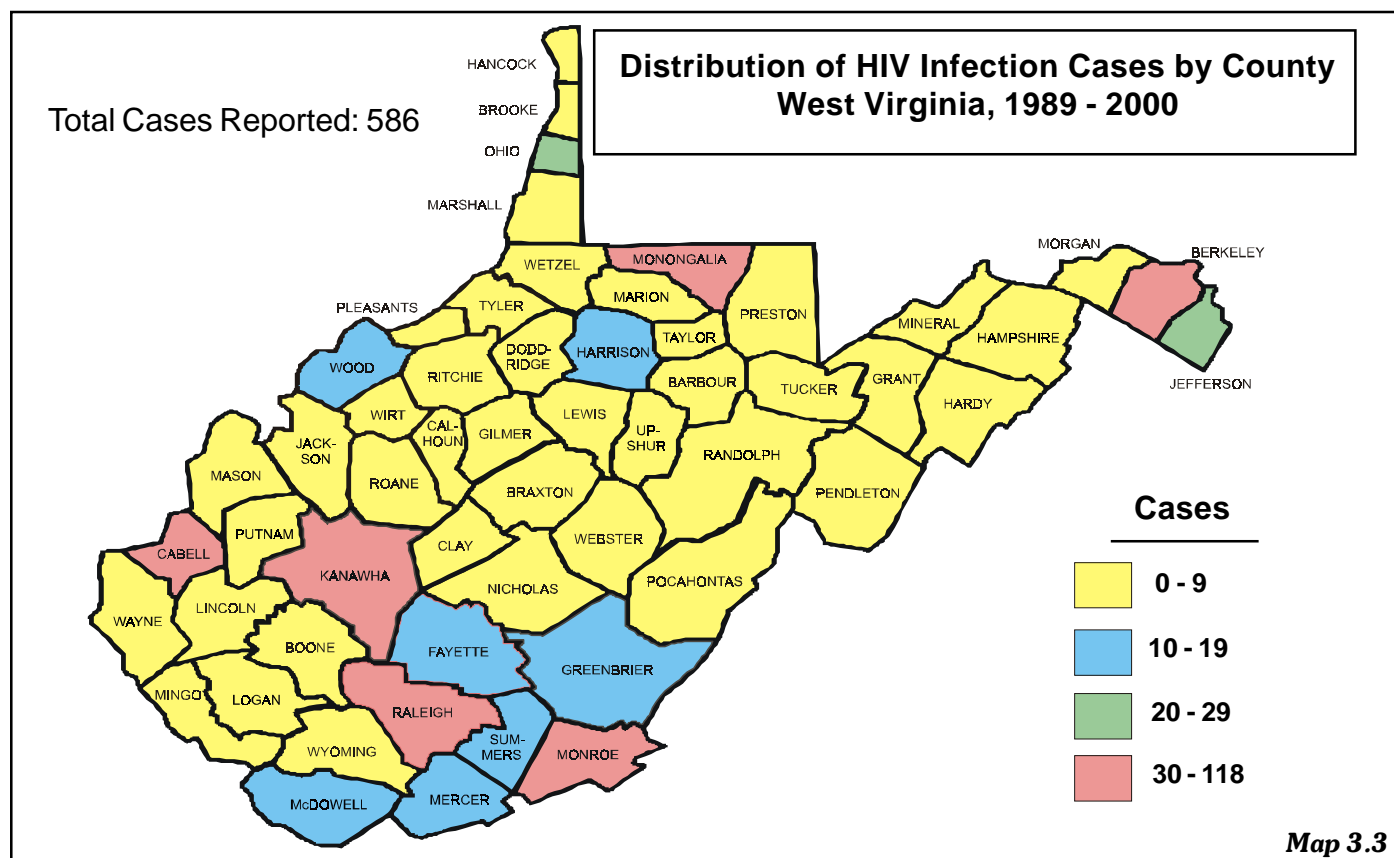 Distribution of HIV Infection Cases by County
West Virginia, 1989 - 2000
Total Cases Reported: 586
HANCOCK
BROOKE
OHIO
MARSHALL
WETZEL
MONONGALIA
MORGAN
BERKELEY
PLEASANTS
TYLER
MARION
PRESTON
MINERAL
HAMPSHIRE
JEFFERSON
WOOD
RITCHIE
DODD-
RIDGE
HARRISON
TAYLOR
BARBOUR
TUCKER
GRANT
HARDY
WIRT
CAL-
HOUN
GILMER
LEWIS
UP-
SHUR
RANDOLPH
PENDLETON
JACK-
SON
MASON
ROANE
BRAXTON
PUTNAM
CABELL
KANAWHA
CLAY
WEBSTER
NICHOLAS
POCAHONTAS
WAYNE
LINCOLN
BOONE
FAYETTE
GREENBRIER
MINGO
LOGAN
RALEIGH
WYOMING
SUM-
MERS
MONROE
McDOWELL
MERCER
Cases
0 - 9
10 - 19
20 - 29
30 - 118
Map 3.3